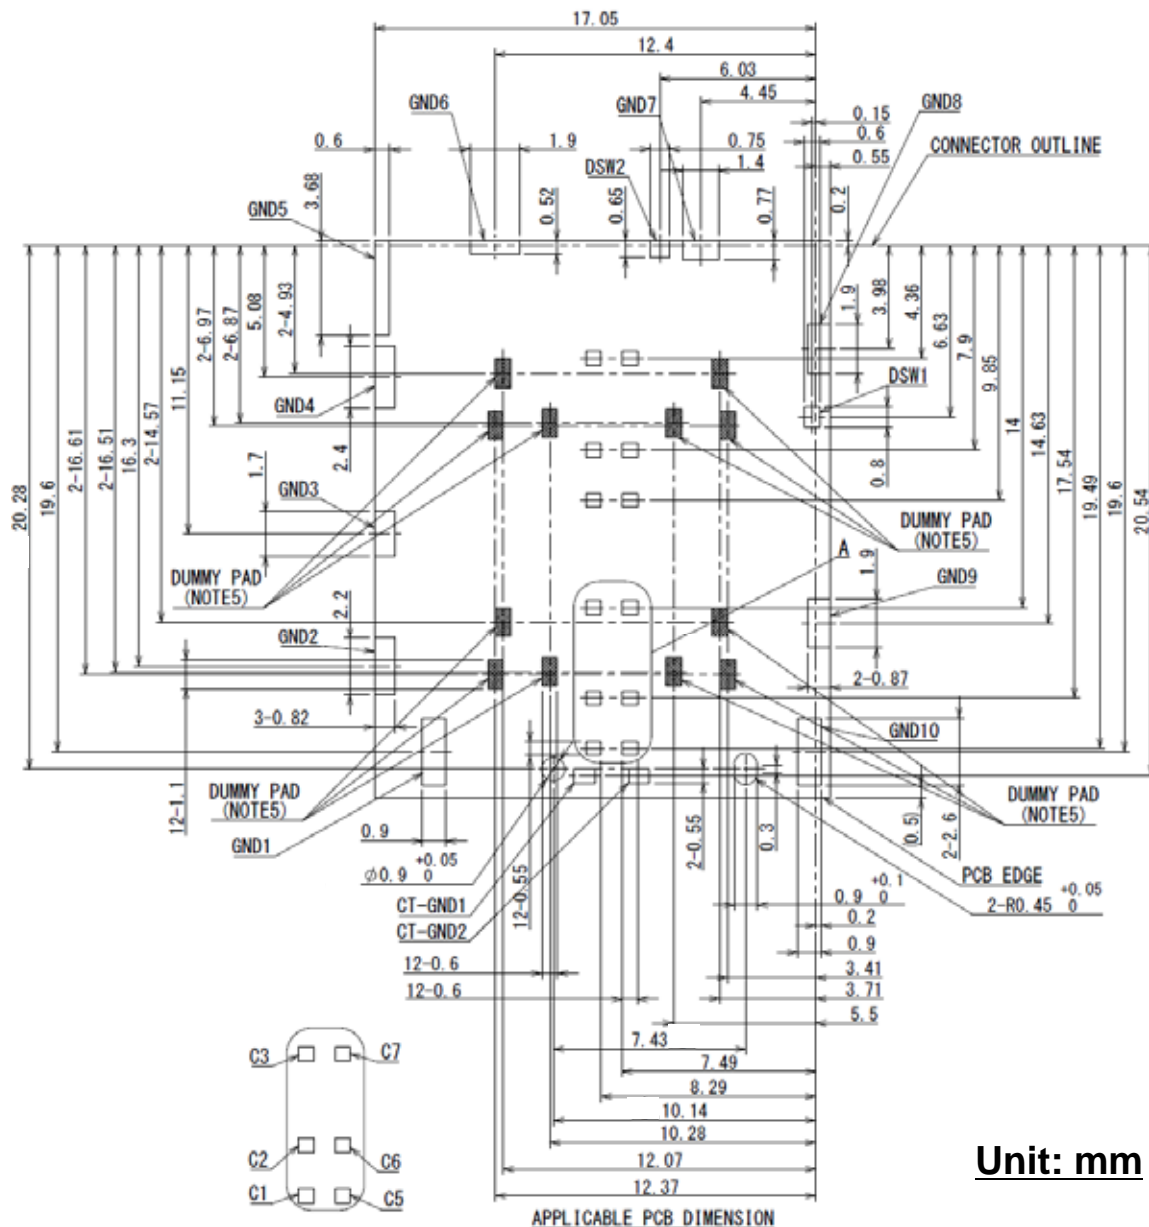 17.05
12.4
6.03
GND6
GND7
4.45
GND8
0.15
0.6
0.6
1.9
0.75
CONNECTOR OUTLINE
DSW2
1.4
0.55
3.68
GND5
0.52
0.65
0.77
0.2
20.28
19.6
2-16.61
2-16.51
16.3
2-14.57
11.15
2-6.97
2-6.87
5.08
2-4.93
1.9
3.98
4.36
6.63
7.9
9.85
14
14.63
17.54
19.49
19.6
20.54
GND4
DSW1
2.4
0.8
1.7
GND3
DUMMY PAD
(NOTE5)
A
DUMMY PAD
(NOTE5)
1.9
GND9
2.2
GND2
2-0.87
3-0.82
GND10
12-1.1
DUMMY PAD
(NOTE5)
DUMMY PAD
(NOTE5)
GND1
0.9
2-0.55
0.3
(0.5)
2-2.6
φ0.9 +0.05 0
12-0.55
PCB EDGE
CT-GND1
0.9 +0.1 0
2-R0.45 +0.05 0
CT-GND2
0.2
0.9
12-0.6
3.41
12-0.6
3.71
5.5
7.43
7.49
8.29
10.14
10.28
12.07
12.37
C3
C7
C2
C6
C1
C5
Unit: mm
APPLICABLE PCB DIMENSION